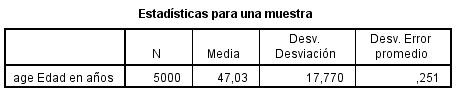 Estadísticas para una muestra
N Media Desv. Desviación Desv. Error promedio
age Edad en años 5000 47,03 17,770 ,251